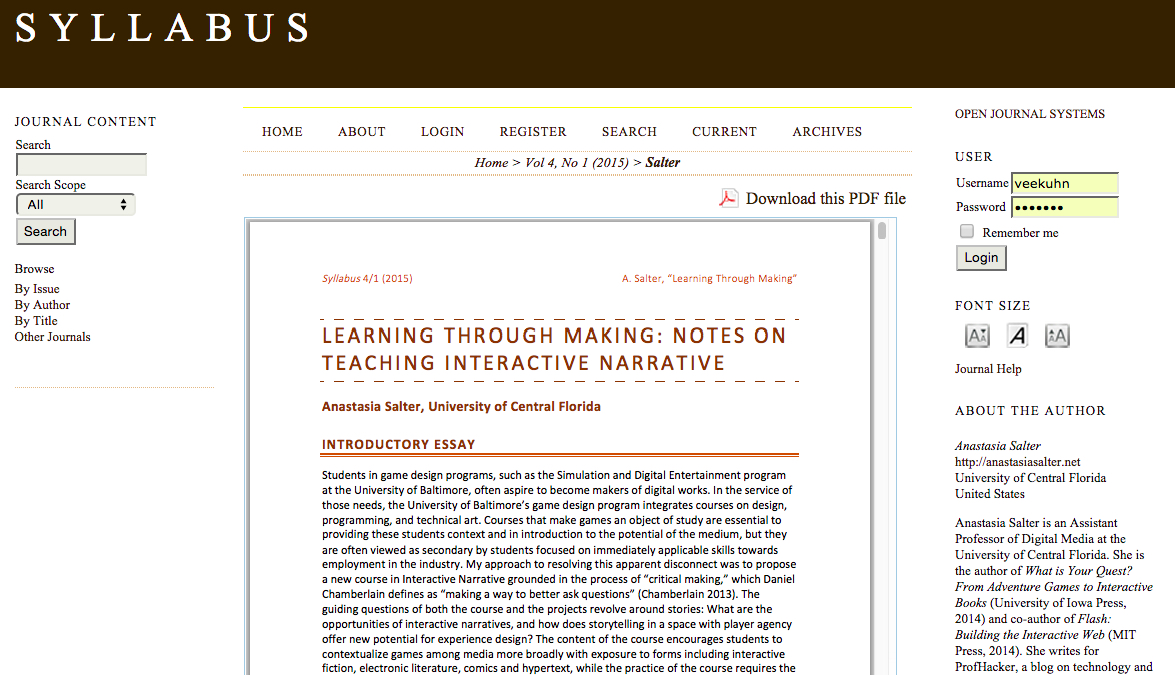 SYLLABUS
JOURNAL CONTENT
Search
Search Scope
All
Search
Browse
By Issue
By Author
By Title
Other Journals
HOME ABOUT LOGIN REGISTER SEARCH CURRENT ARCHIVES
Home > Vol 4, No 1 (2015) > Salter
Download this PDF file
Syllabus 4/1 (2015) A. Salter, "Learning Through Making"
LEARNING THROUGH MAKING: NOTES ON
TEACHING INTERACTIVE NARRATIVE
Anastasia Salter, University of Central Florida
INTRODUCTORY ESSAY
Students in game design programs, such as the Simulation and Digital Entertainment program
at the University of Baltimore, often aspire to become makers of digital works. In the service of
those needs, the University of Baltimore's game design program integrates courses on design,
programming, and technical art. Courses that make games an object of study are essential to
providing these students context and in introduction to the potential of the medium, but they
are often viewed as secondary by students focused on immediately applicable skills towards
employment in the industry. My approach to resolving this apparent disconnect was to propose
a new course in Interactive Narrative grounded in the process of "critical making," which Daniel
Chamberlain defines as "making a way to better ask questions" (Chamberlain 2013). The
guiding questions of both the course and the projects revolve around stories: What are the
opportunities of interactive narratives, and how does storytelling in a space with player agency
offer new potential for experience design? The content of the course encourages students to
contextualize games among media more broadly with exposure to forms including interactive
fiction, electronic literature, comics and hypertext, while the practice of the course requires the
OPEN JOURNAL SYSTEMS
USER
Username veekuhn
Password •••••••
Remember me
Login
FONT SIZE
Journal Help
ABOUT THE AUTHOR
Anastasia Salter
http://anastasiasalter.net
University of Central Florida
United States
Anastasia Salter is an Assistant
Professor of Digital Media at the
University of Central Florida. She is
the author of What is Your Quest?
From Adventure Games to Interactive
Books (University of Iowa Press,
2014) and co-author of Flash:
Building the Interactive Web (MIT
Press, 2014). She writes for
ProfHacker, a blog on technology and